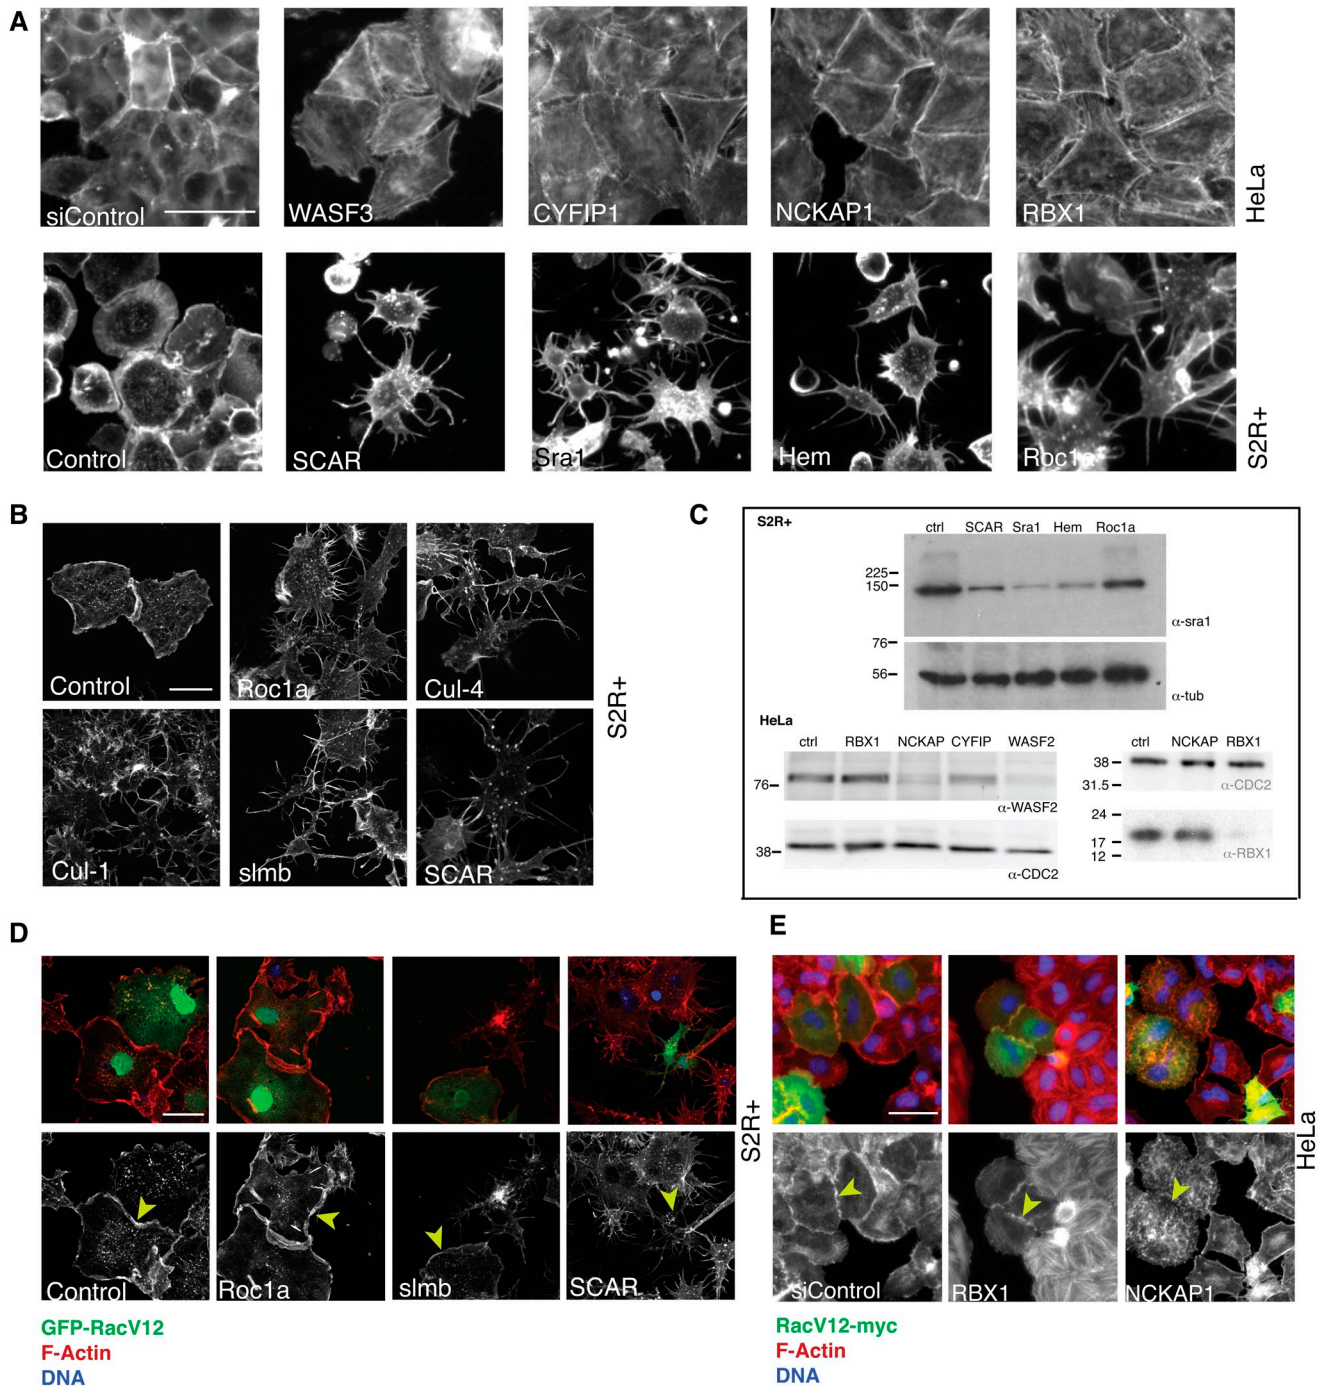 A
siControl
WASF3
CYFIP1
NCKAP1
RBX1
HeLa
Control
SCAR
Sra1
Hem
Roc1a
S2R+
B
Control
Roc1a
Cul-4
Cul-1
slmb
SCAR
S2R+
C
S2R+
ctrl SCAR Sra1 Hem Roc1a
225
150
α-sra1
76
56
α-tub
HeLa
ctrl RBX1 NCKAP CYFIP WASF2
76
α-WASF2
38
α-CDC2
ctrl NCKAP RBX1
38
31.5
α-CDC2
24
17
12
α-RBX1
D
Control
Roc1a
slmb
SCAR
S2R+
GFP-RacV12
F-Actin
DNA
E
siControl
RBX1
NCKAP1
HeLa
RacV12-myc
F-Actin
DNA